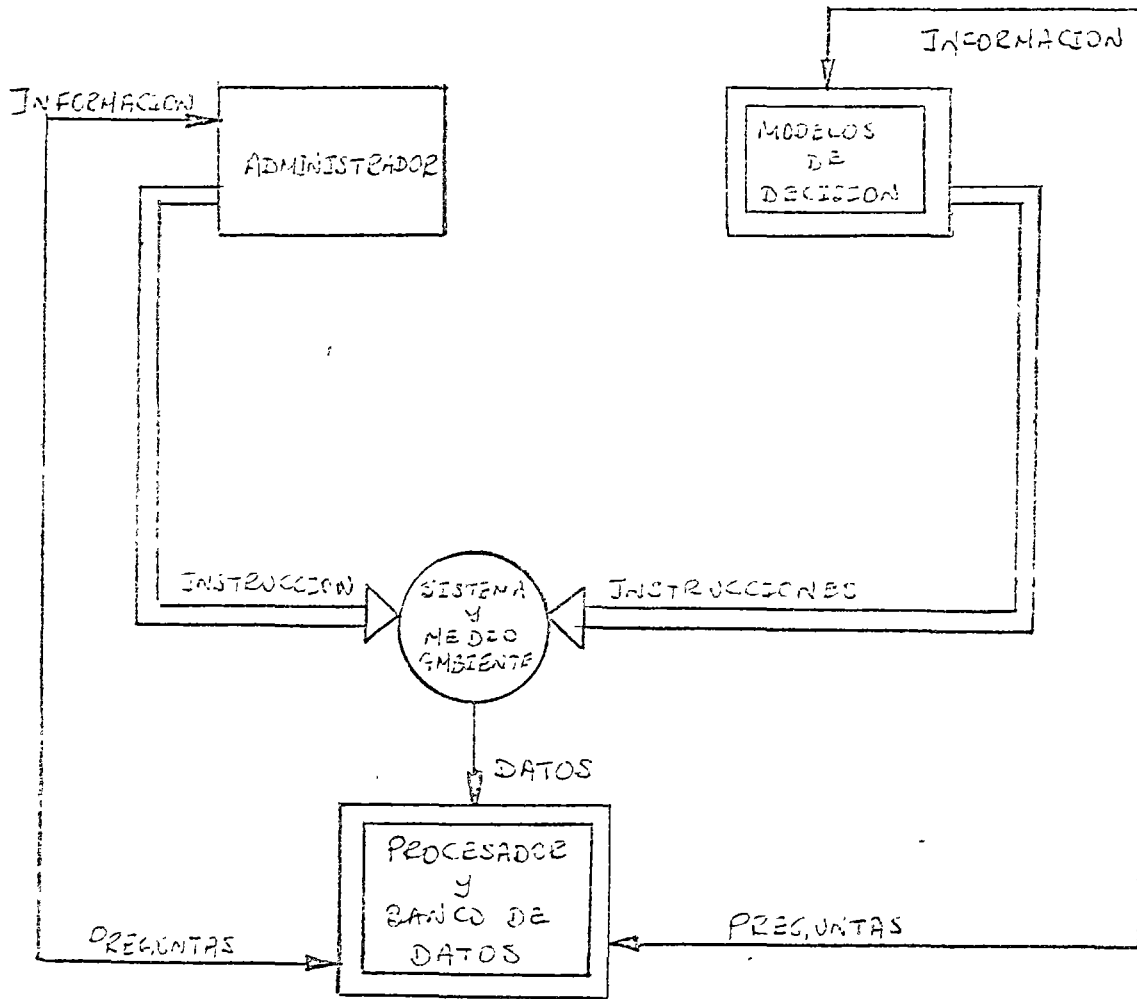 INFORMACION
INFORMACION
ADMINISTRADOR
MODELOS
DE
DECISION
INSTRUCCION
SISTEMA
Y
MEDIO
AMBIENTE
INSTRUCCIONES
DATOS
PROCESADOR
Y
BANCO DE
DATOS
PREGUNTAS
PREGUNTAS